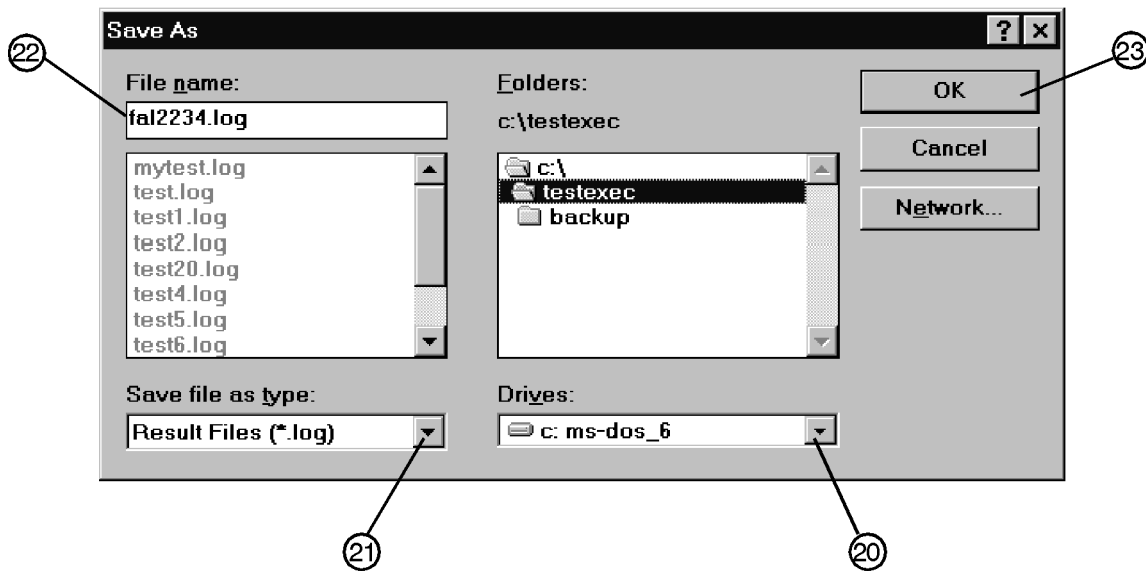 Save As
22
23
File name:
fal2234.log
mytest.log
test.log
test1.log
test2.log
test20.log
test4.log
test5.log
test6.log
Save file as type:
Result Files (*.log)
Folders:
c:\testexec
c:\
testexec
backup
Drives:
c: ms-dos_6
OK
Cancel
Network...
21
20